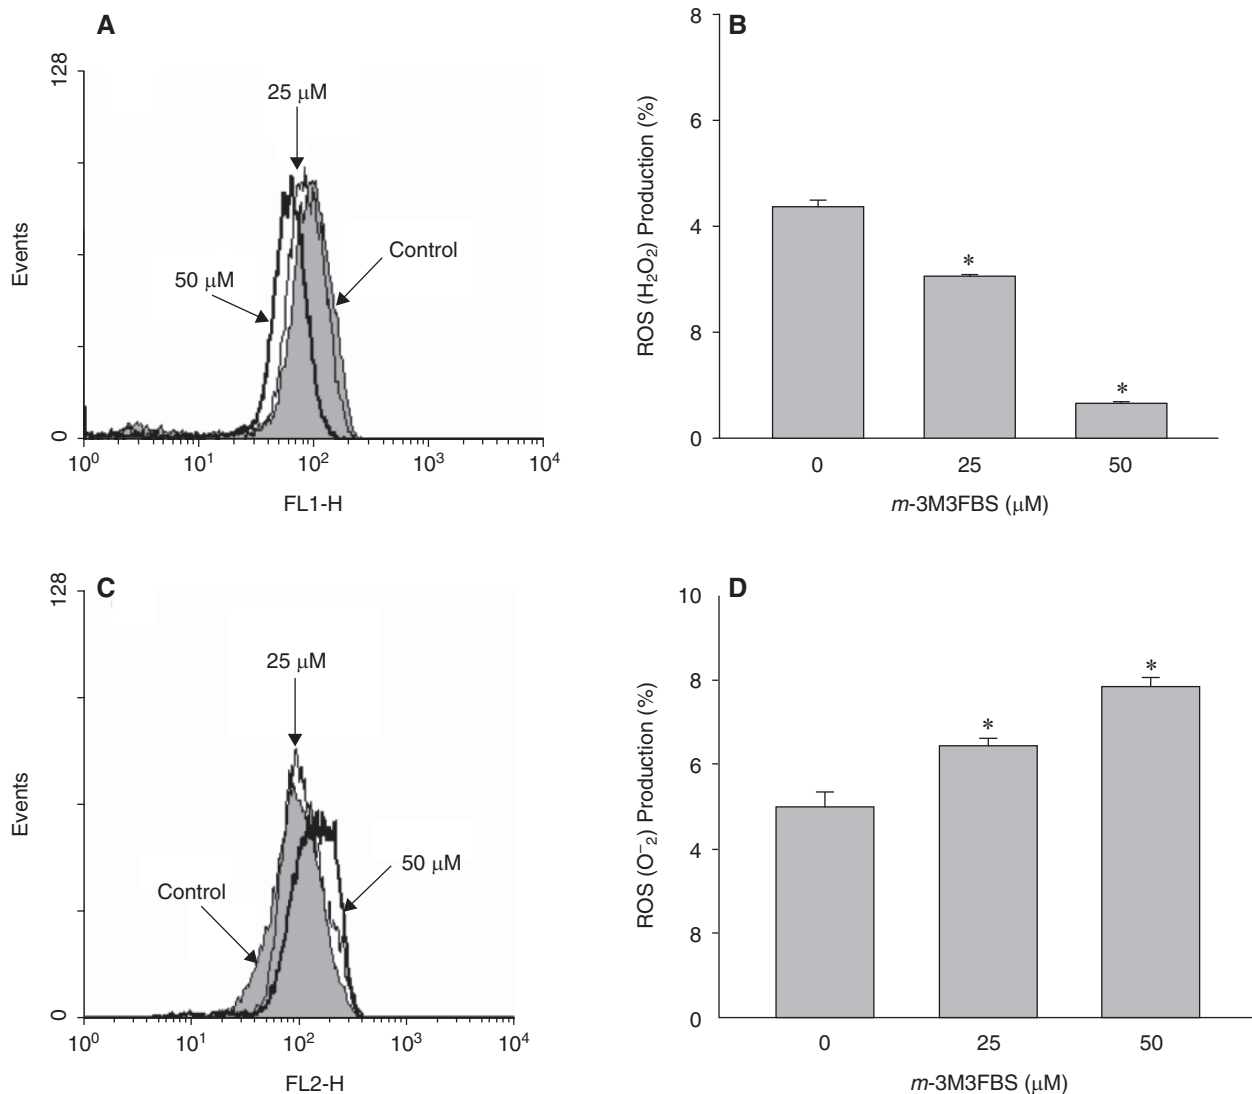 A
128
Events
0
25 μM
50 μM
Control
10⁰ 10¹ 10² 10³ 10⁴
FL1-H
B
ROS (H₂O₂) Production (%)
8
6
4
8
0
*
*
0 25 50
m-3M3FBS (μM)
C
128
Events
0
25 μM
Control
50 μM
10⁰ 10¹ 10² 10³ 10⁴
FL2-H
D
ROS (O⁻₂) Production (%)
10
8
6
4
8
0
*
*
0 25 50
m-3M3FBS (μM)